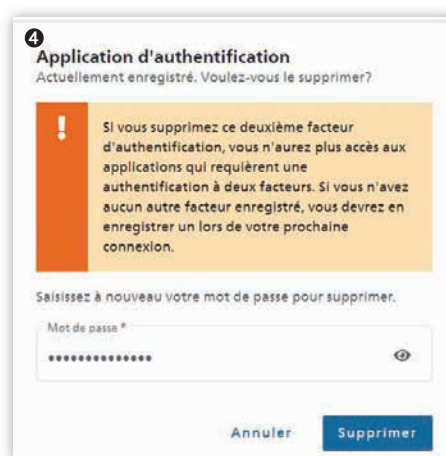 ❹
Application d'authentification
Actuellement enregistré. Voulez-vous le supprimer?
!
Si vous supprimez ce deuxième facteur
d'authentification, vous n'aurez plus accès aux
applications qui requièrent une
authentification à deux facteurs. Si vous n'avez
aucun autre facteur enregistré, vous devrez en
enregistrer un lors de votre prochaine
connexion.
Saisissez à nouveau votre mot de passe pour supprimer.
Mot de passe *
••••••••••••••
Annuler Supprimer